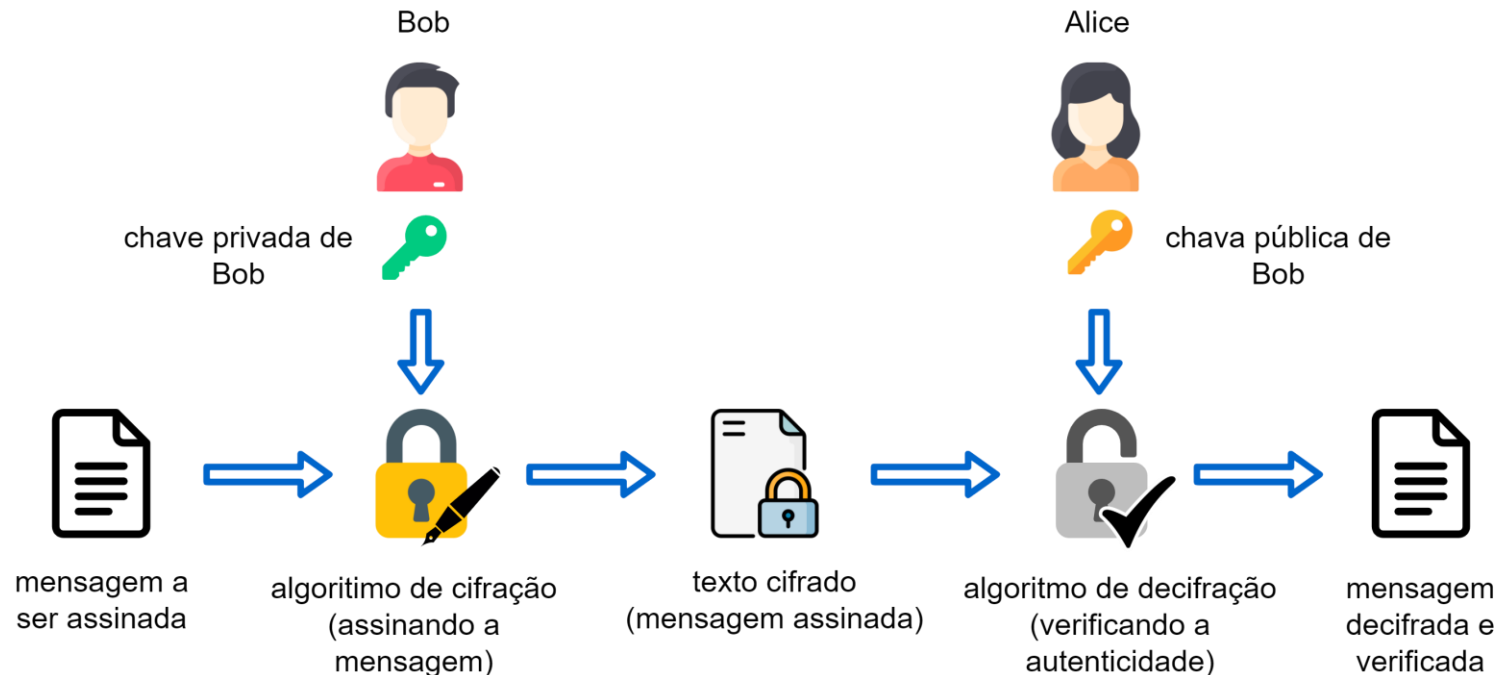 Bob
Alice
chave privada de
Bob
chava pública de
Bob
mensagem a
ser assinada
algoritimo de cifração
(assinando a
mensagem)
texto cifrado
(mensagem assinada)
algoritmo de decifração
(verificando a
autenticidade)
mensagem
decifrada e
verificada